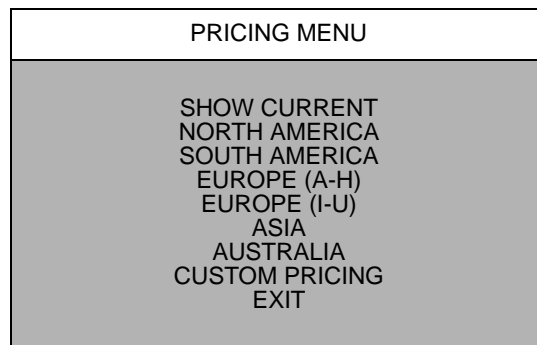 PRICING MENU
SHOW CURRENT
NORTH AMERICA
SOUTH AMERICA
EUROPE (A-H)
EUROPE (I-U)
ASIA
AUSTRALIA
CUSTOM PRICING
EXIT